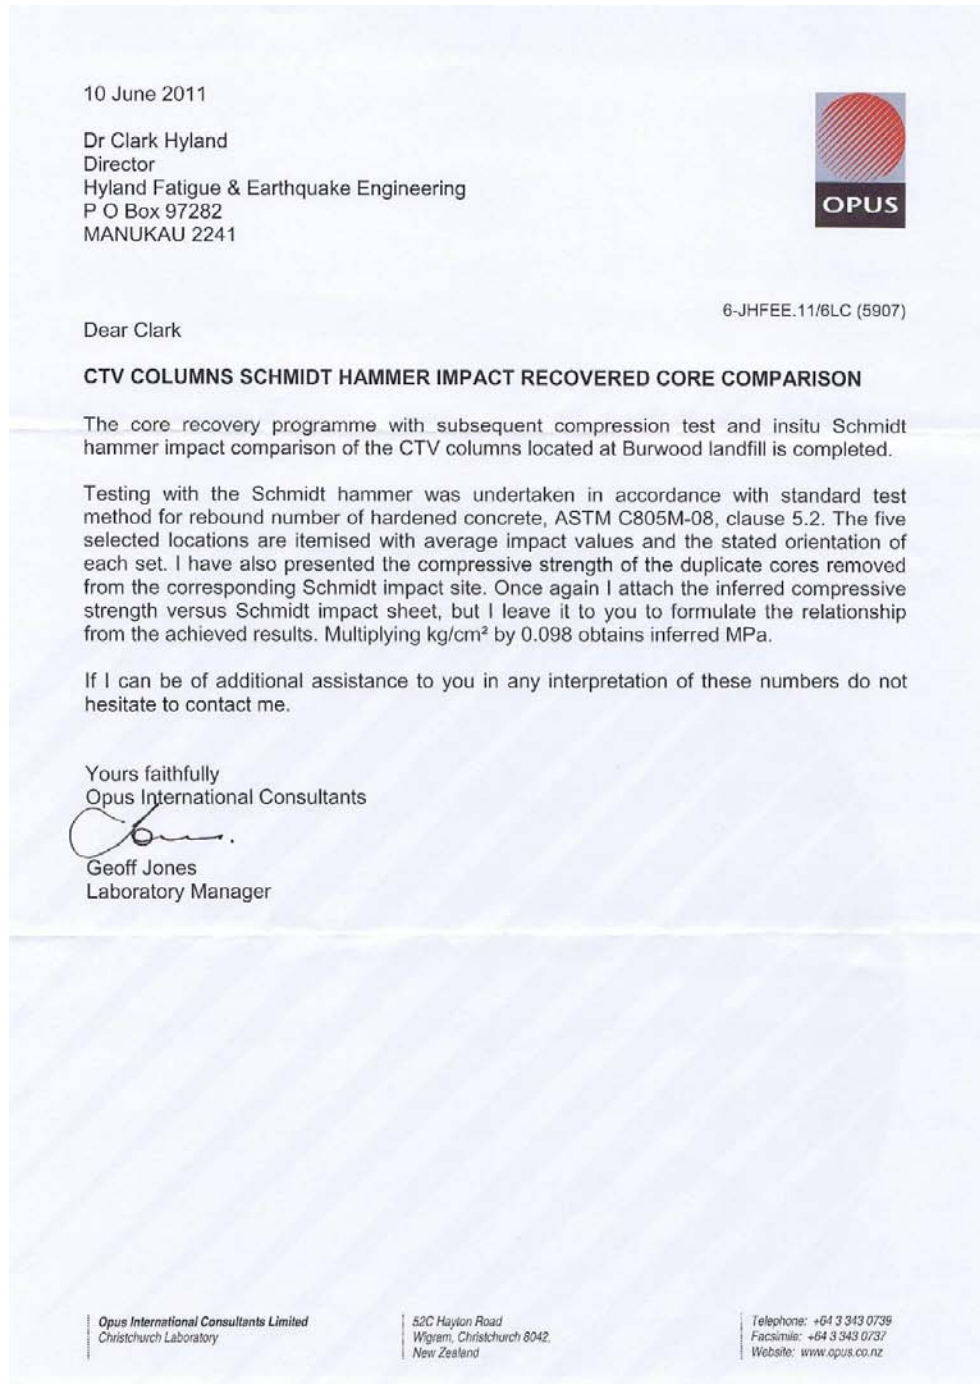 10 June 2011
Dr Clark Hyland
Director
Hyland Fatigue & Earthquake Engineering
P O Box 97282
MANUKAU 2241
OPUS
6-JHFEE.11/6LC (5907)
Dear Clark
CTV COLUMNS SCHMIDT HAMMER IMPACT RECOVERED CORE COMPARISON
The core recovery programme with subsequent compression test and insitu Schmidt
hammer impact comparison of the CTV columns located at Burwood landfill is completed.
Testing with the Schmidt hammer was undertaken in accordance with standard test
method for rebound number of hardened concrete, ASTM C805M-08, clause 5.2. The five
selected locations are itemised with average impact values and the stated orientation of
each set. I have also presented the compressive strength of the duplicate cores removed
from the corresponding Schmidt impact site. Once again I attach the inferred compressive
strength versus Schmidt impact sheet, but I leave it to you to formulate the relationship
from the achieved results. Multiplying kg/cm² by 0.098 obtains inferred MPa.
If I can be of additional assistance to you in any interpretation of these numbers do not
hesitate to contact me.
Yours faithfully
Opus International Consultants
Geoff Jones
Laboratory Manager
Opus International Consultants Limited
Christchurch Laboratory
52C Hayton Road
Wigram, Christchurch 8042,
New Zealand
Telephone: +64 3 343 0739
Facsimile: +64 3 343 0737
Website: www.opus.co.nz